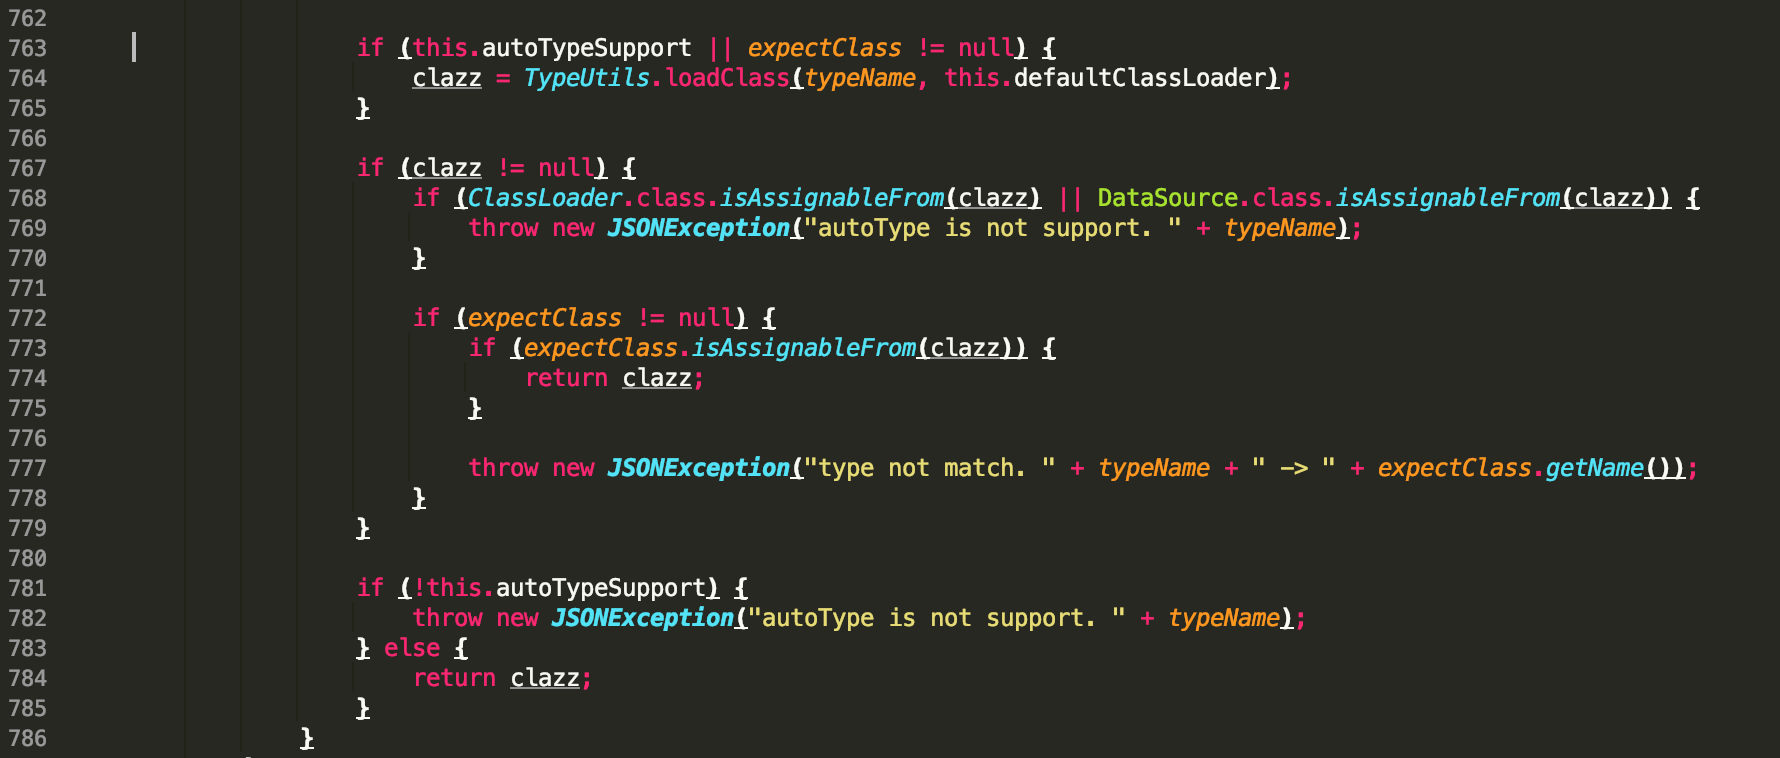 762
763 if (this.autoTypeSupport || expectClass != null) {
764 clazz = TypeUtils.loadClass(typeName, this.defaultClassLoader);
765 }
766
767 if (clazz != null) {
768 if (ClassLoader.class.isAssignableFrom(clazz) || DataSource.class.isAssignableFrom(clazz)) {
769 throw new JSONException("autoType is not support. " + typeName);
770 }
771
772 if (expectClass != null) {
773 if (expectClass.isAssignableFrom(clazz)) {
774 return clazz;
775 }
776
777 throw new JSONException("type not match. " + typeName + " -> " + expectClass.getName());
778 }
779 }
780
781 if (!this.autoTypeSupport) {
782 throw new JSONException("autoType is not support. " + typeName);
783 } else {
784 return clazz;
785 }
786 }